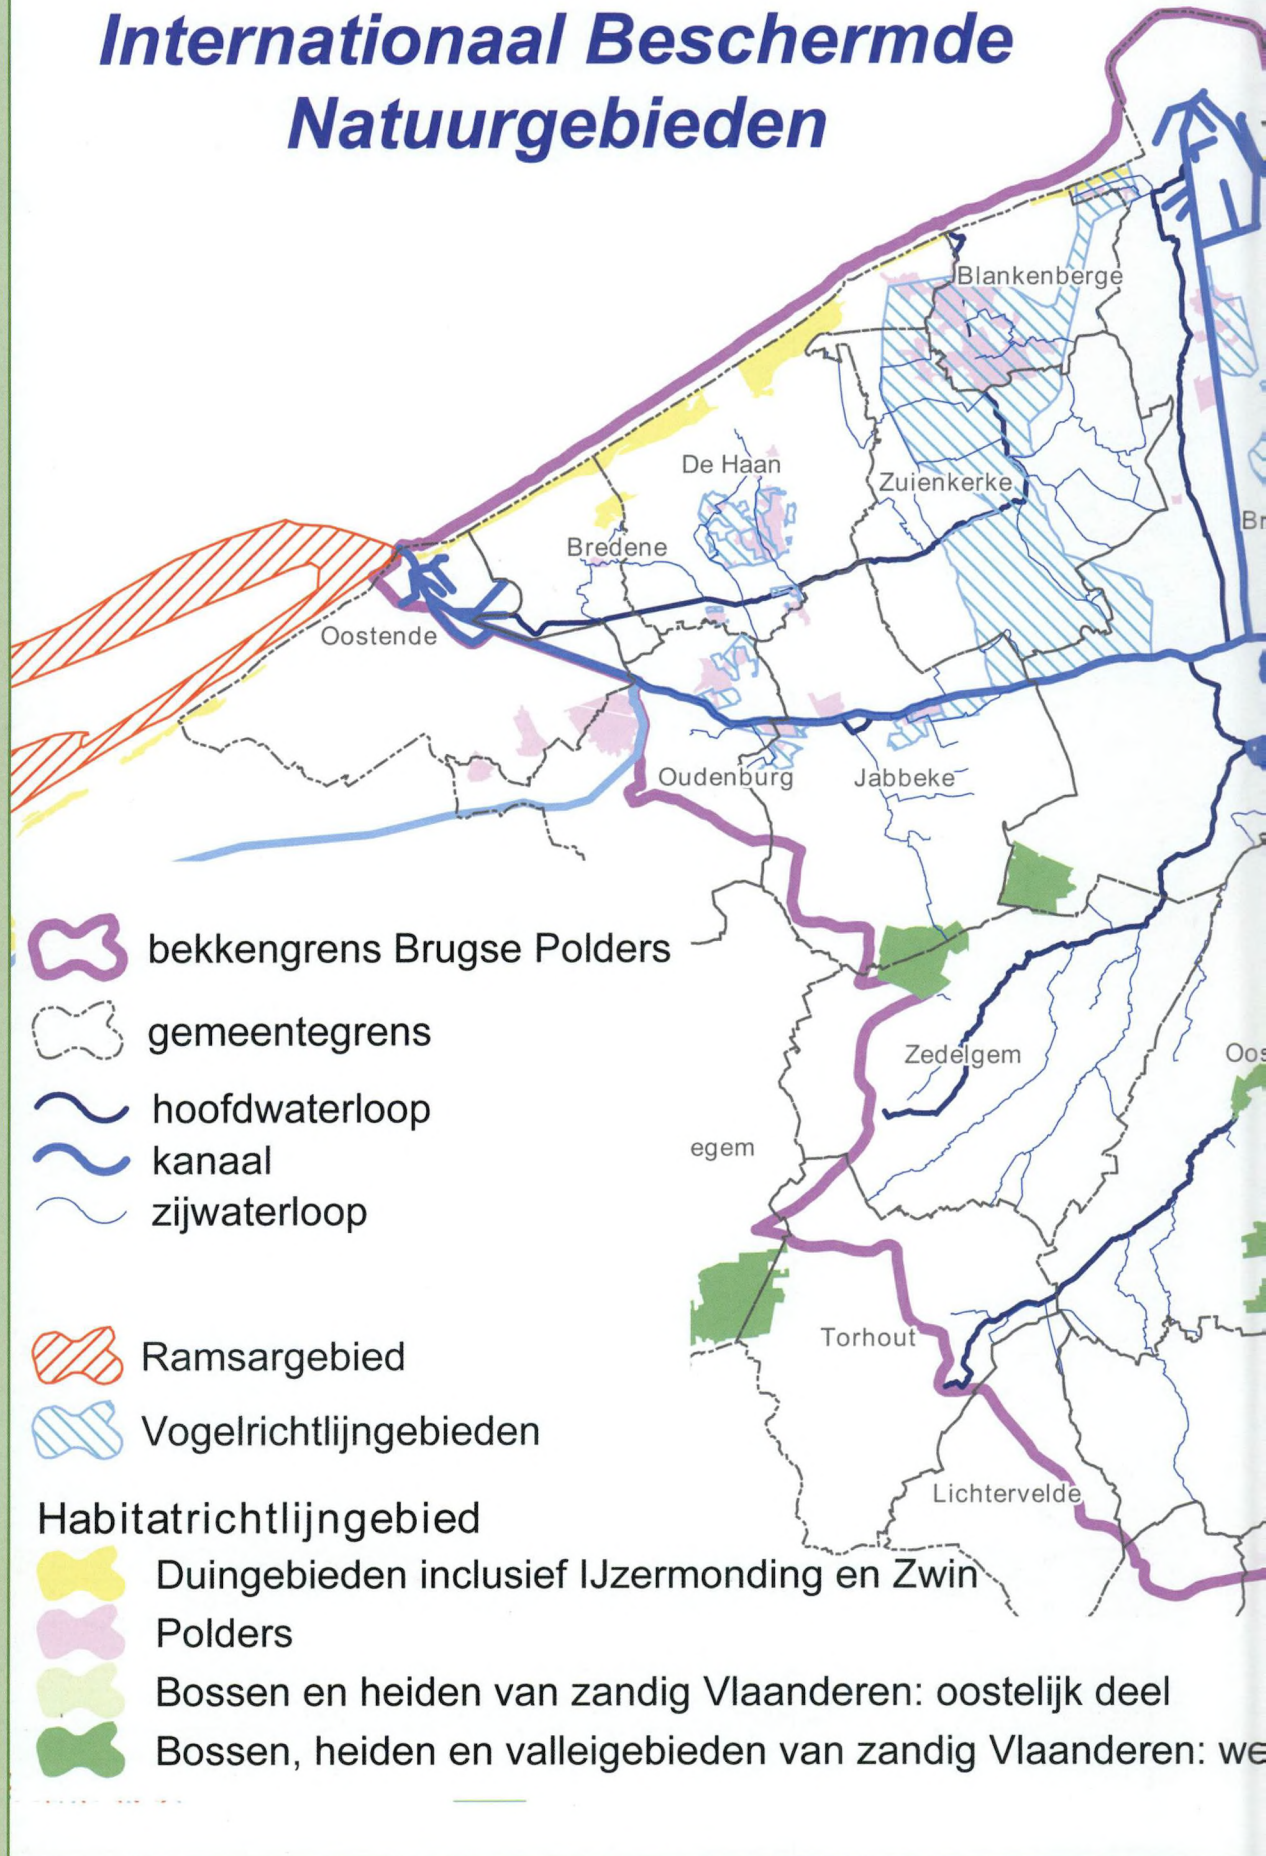 Internationaal Beschermde
Natuurgebieden
Blankenberge
De Haan
Zuienkerke
Br
Bredene
Oostende
Oudenburg
Jabbeke
bekkengrens Brugse Polders
gemeentegrens
Zedelgem
Oos
hoofdwaterloop
egem
kanaal
zijwaterloop
Torhout
Ramsargebied
Vogelrichtlijngebieden
Lichtervelde
Habitatrichtlijngebied
Duingebieden inclusief IJzermonding en Zwin
Polders
Bossen en heiden van zandig Vlaanderen: oostelijk deel
Bossen, heiden en valleigebieden van zandig Vlaanderen: we